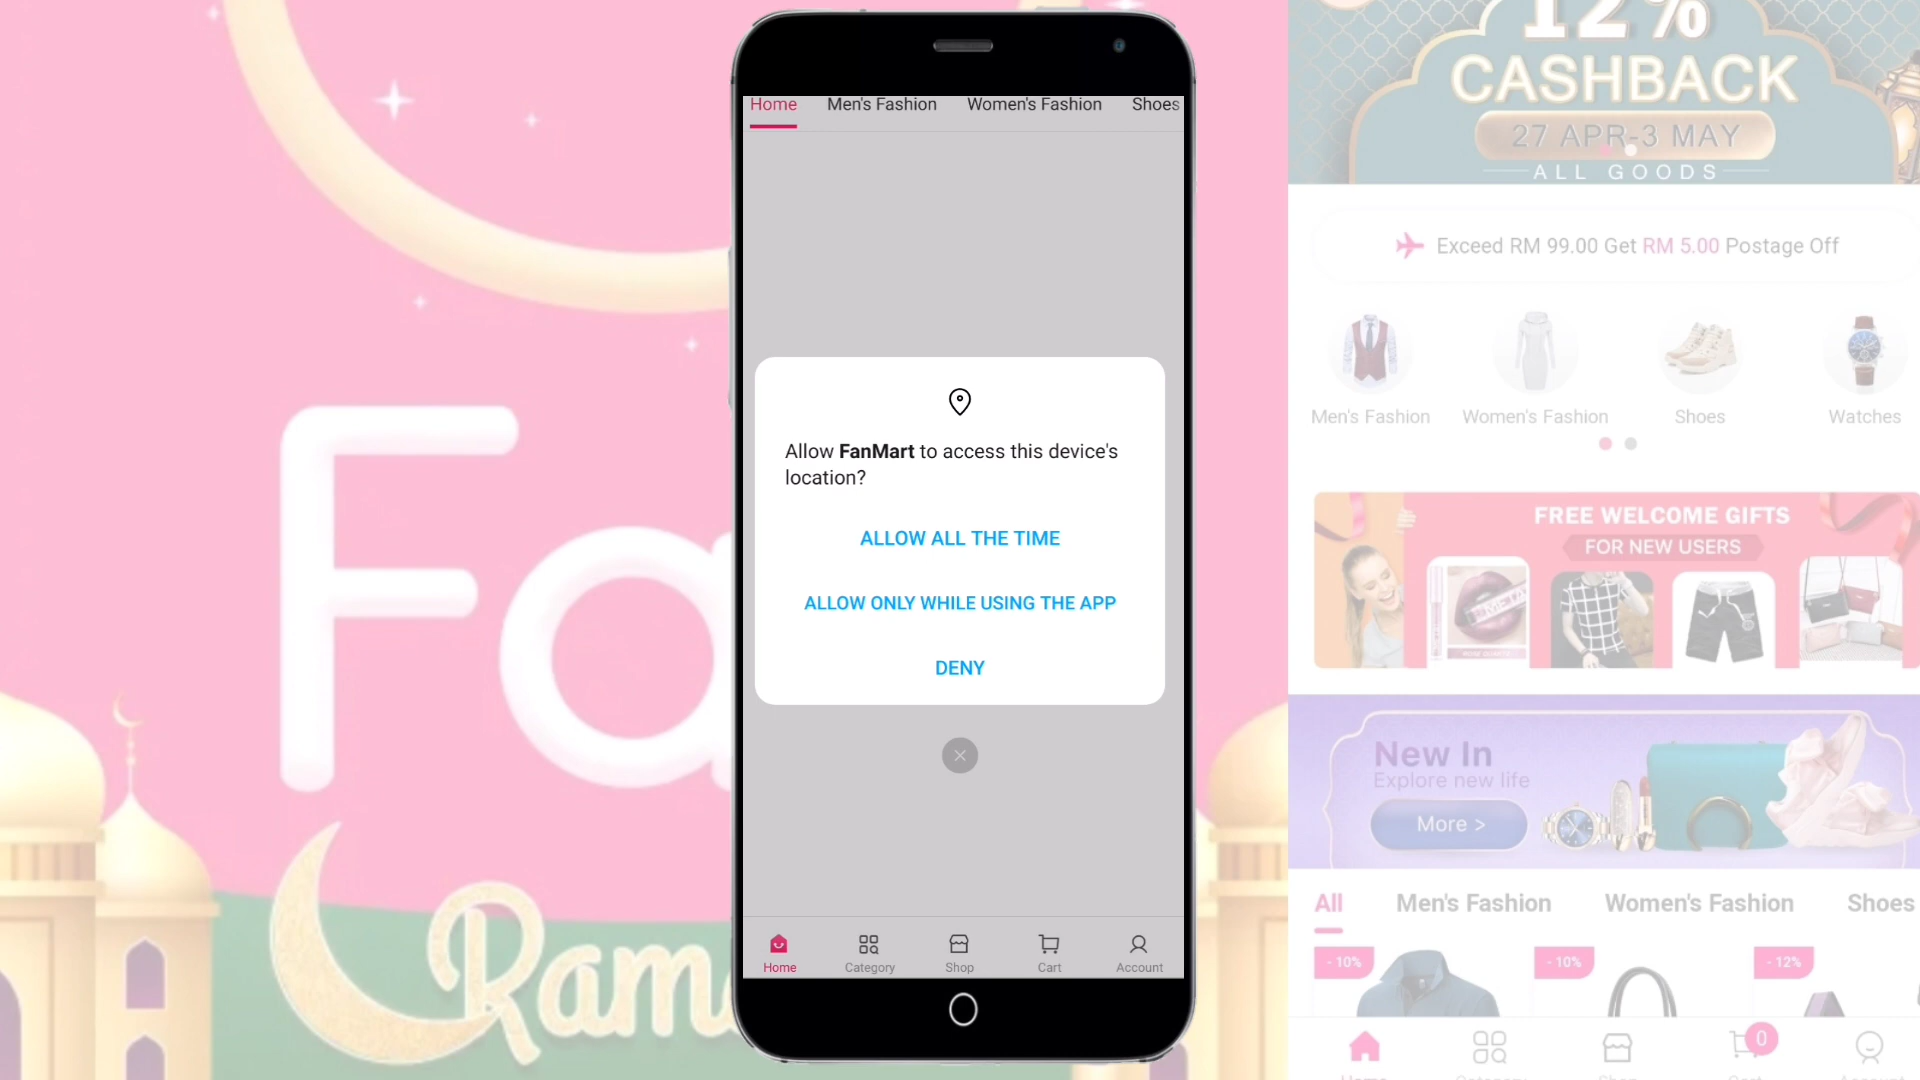 Fa
Rama
Home Men's Fashion Women's Fashion Shoes
Allow FanMart to access this device's
location?
ALLOW ALL THE TIME
ALLOW ONLY WHILE USING THE APP
DENY
Home Category Shop Cart Account
12%
CASHBACK
27 APR-3 MAY
ALL GOODS
Exceed RM 99.00 Get RM 5.00 Postage Off
Men's Fashion Women's Fashion Shoes Watches
FREE WELCOME GIFTS
FOR NEW USERS
New In
Explore new life
More >
All Men's Fashion Women's Fashion Shoes
- 10% - 10% - 12%
0